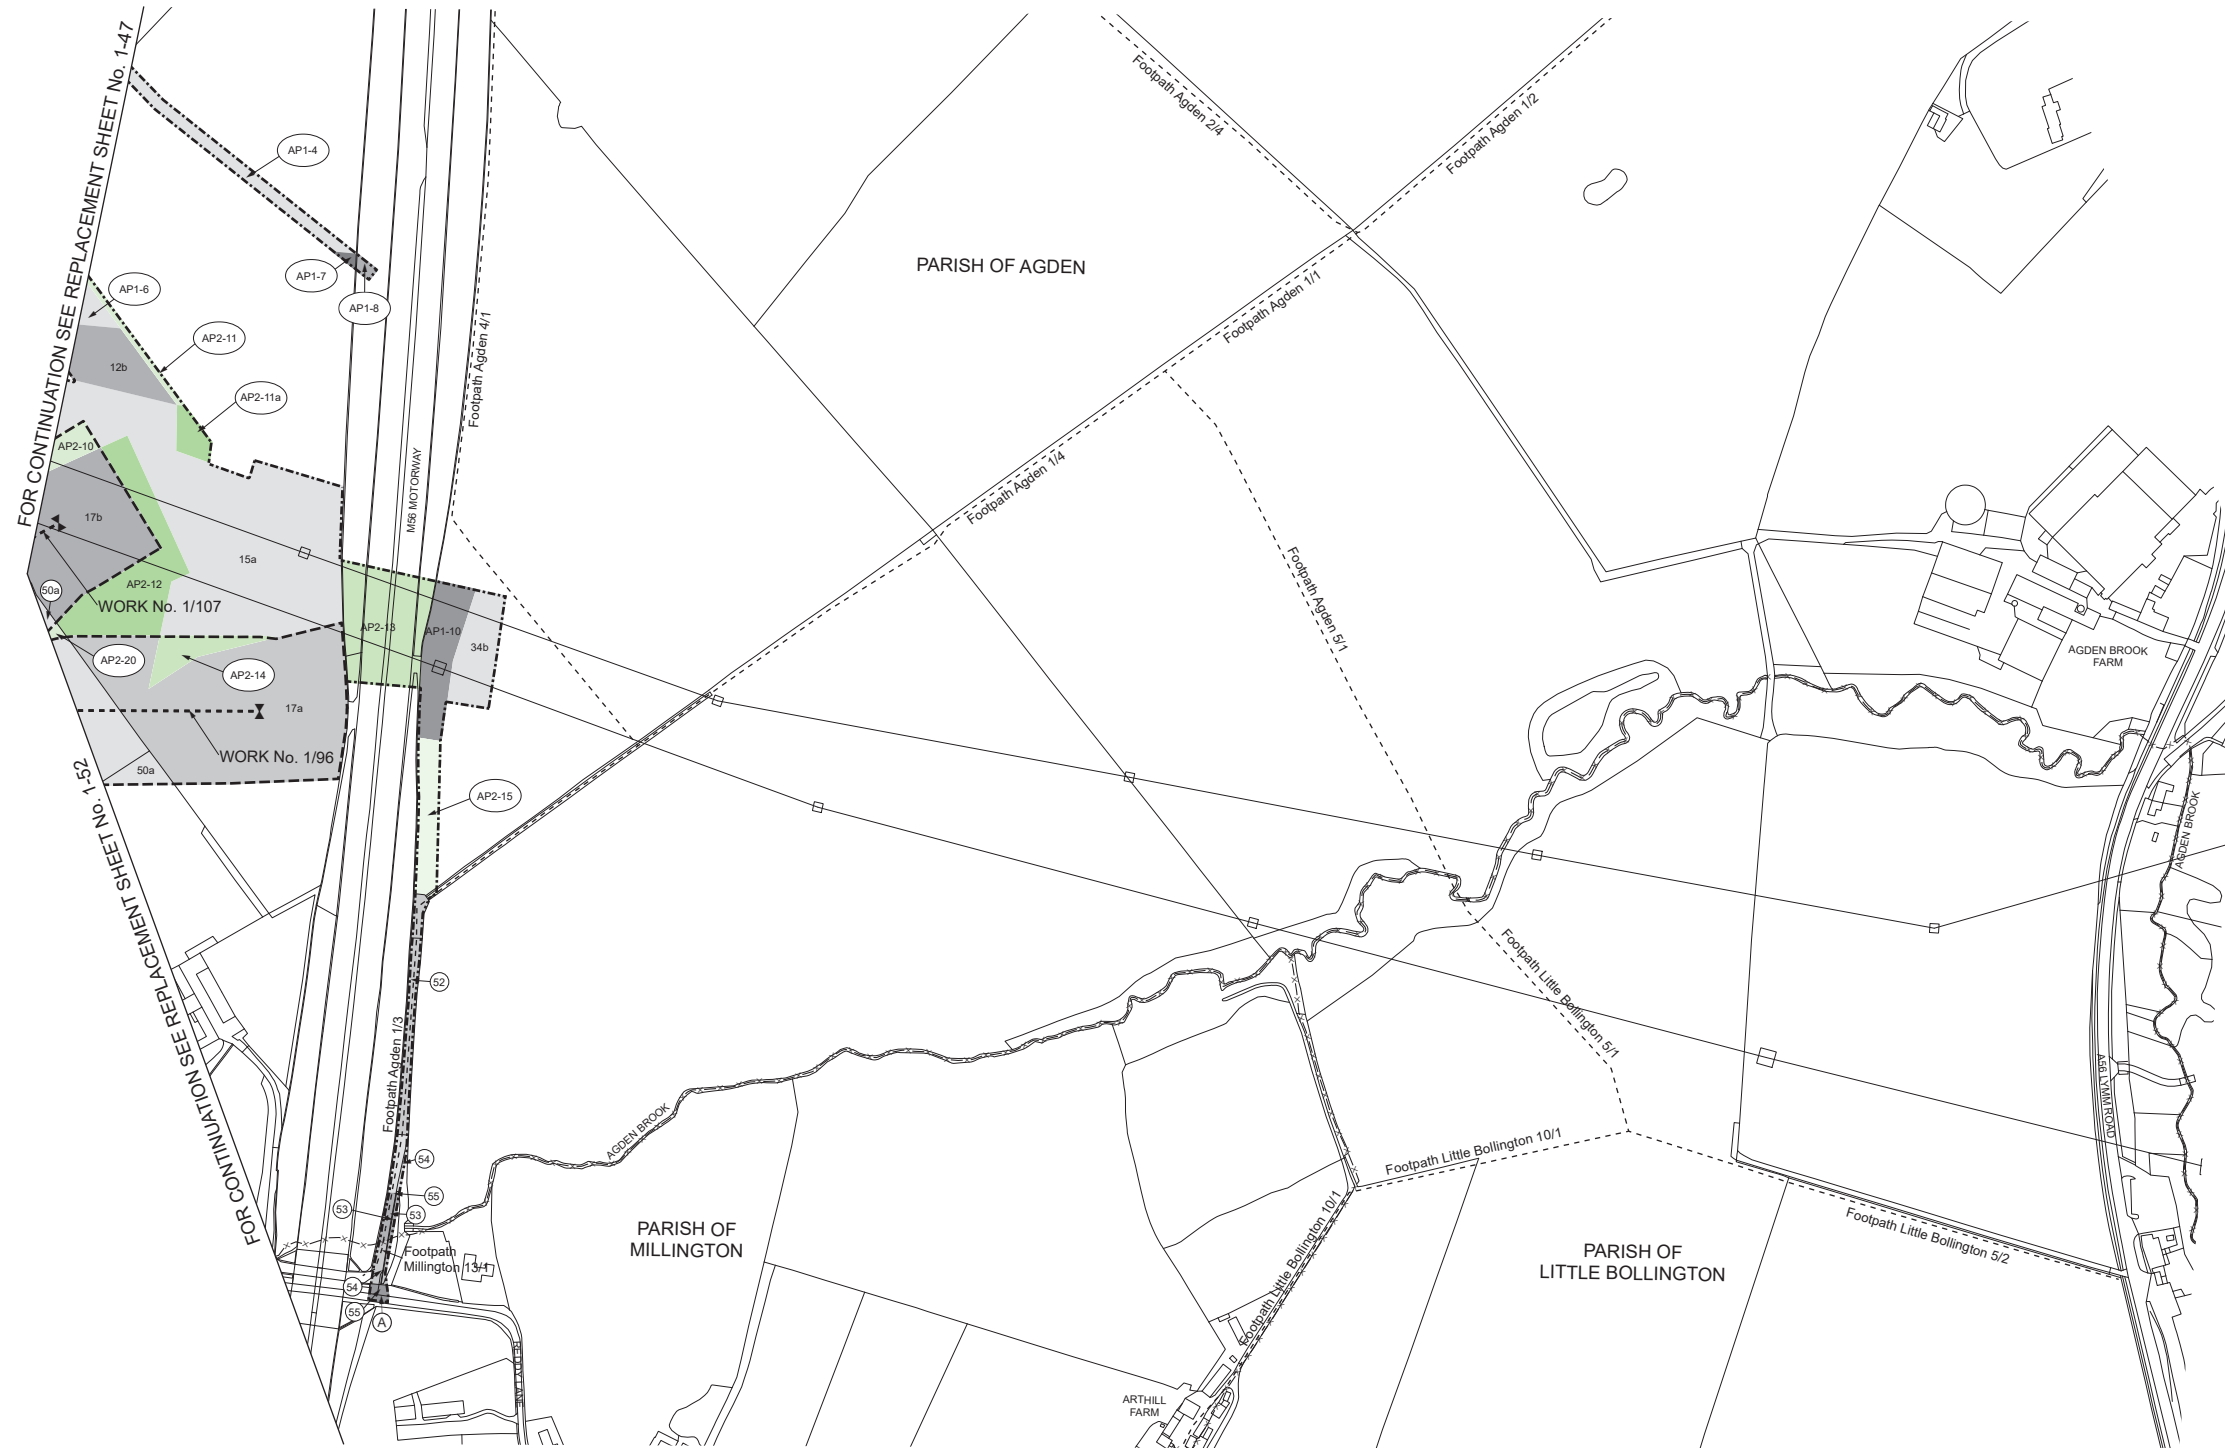 FOR CONTINUATION SEE REPLACEMENT SHEET No. 1-47
Footpath Agden 2/4
Footpath Agden 1/2
AP1-4
PARISH OF AGDEN
AP1-7
AP1-8
AP1-6
Footpath Agden 1/1
AP2-11
12b
Footpath Agden 4/1
AP2-11a
AP2-10
M56 MOTORWAY
Footpath Agden 1/4
17b
15a
Footpath Agden 5/1
AP2-12
50a
WORK No. 1/107
AP2-13
AP1-10
34b
AP2-20
AP2-14
AGDEN BROOK
FARM
17a
WORK No. 1/96
50a
AP2-15
AGDEN BROOK
FOR CONTINUATION SEE REPLACEMENT SHEET No. 1-52
52
Footpath Little Bollington 5/1
Footpath Agden 1/3
A56 LYMM ROAD
AGDEN BROOK
54
Footpath Little Bollington 10/1
55
53
53
Footpath Little Bollington 10/1
Footpath Little Bollington 5/2
PARISH OF
MILLINGTON
Footpath
Millington 13/1
PARISH OF
LITTLE BOLLINGTON
54
55
A
REDDY LANE
ARTHILL
FARM